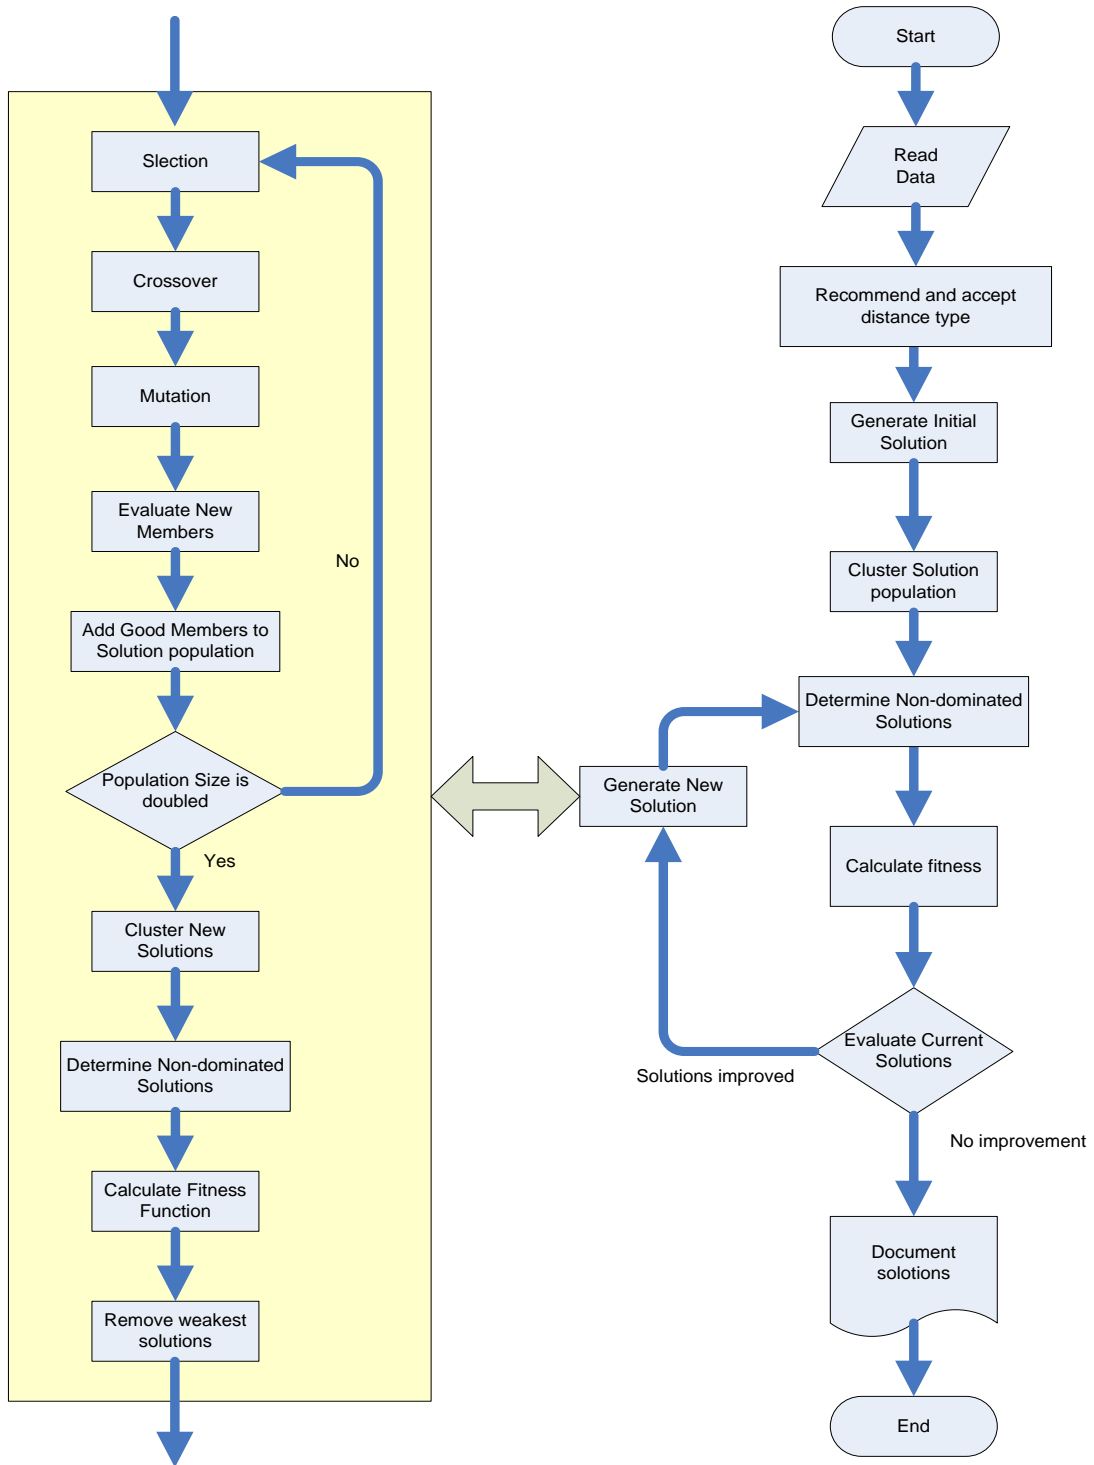 Slection
Crossover
Mutation
Evaluate New
Members
No
Add Good Members to
Solution population
Population Size is
doubled
Yes
Cluster New
Solutions
Determine Non-dominated
Solutions
Calculate Fitness
Function
Remove weakest
solutions
Start
Read
Data
Recommend and accept
distance type
Generate Initial
Solution
Cluster Solution
population
Determine Non-dominated
Solutions
Generate New
Solution
Calculate fitness
Evaluate Current
Solutions
Solutions improved
No improvement
Document
solotions
End